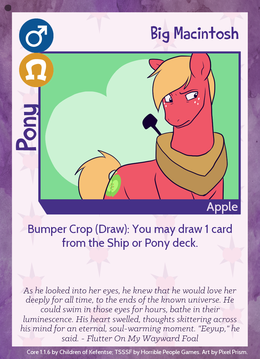 Big Macintosh
Pony
Apple
Bumper Crop (Draw): You may draw 1 card
from the Ship or Pony deck.
As he looked into her eyes, he knew that he would love her
deeply for all time, to the ends of the known universe. He
could swim in those eyes for hours, bathe in their
luminescence. His heart swelled, thoughts skittering across
his mind for an eternal, soul-warming moment. "Eeyup," he
said. - Flutter On My Wayward Foal
Core 1.1.6 by Children of Kefentse; TSSSF by Horrible People Games. Art by Pixel Prism.